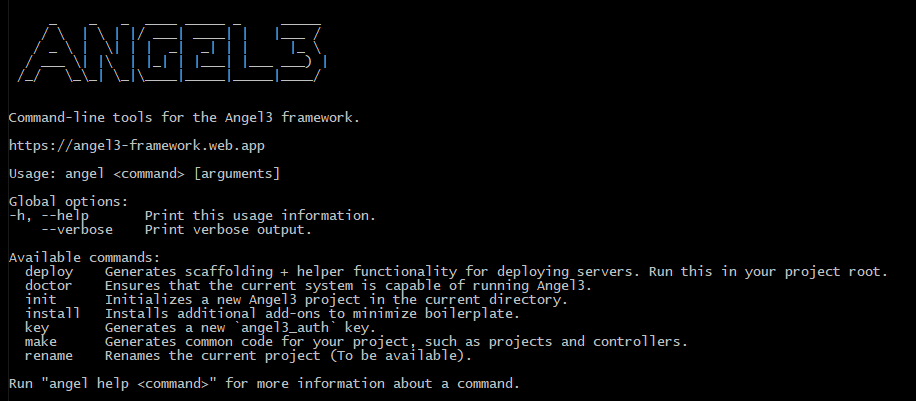 ANGEL3
Command-line tools for the Angel3 framework.
https://angel3-framework.web.app
Usage: angel <command> [arguments]
Global options:
-h, --help       Print this usage information.
    --verbose    Print verbose output.
Available commands:
  deploy    Generates scaffolding + helper functionality for deploying servers. Run this in your project root.
  doctor    Ensures that the current system is capable of running Angel3.
  init      Initializes a new Angel3 project in the current directory.
  install   Installs additional add-ons to minimize boilerplate.
  key       Generates a new `angel3_auth` key.
  make      Generates common code for your project, such as projects and controllers.
  rename    Renames the current project (To be available).
Run "angel help <command>" for more information about a command.